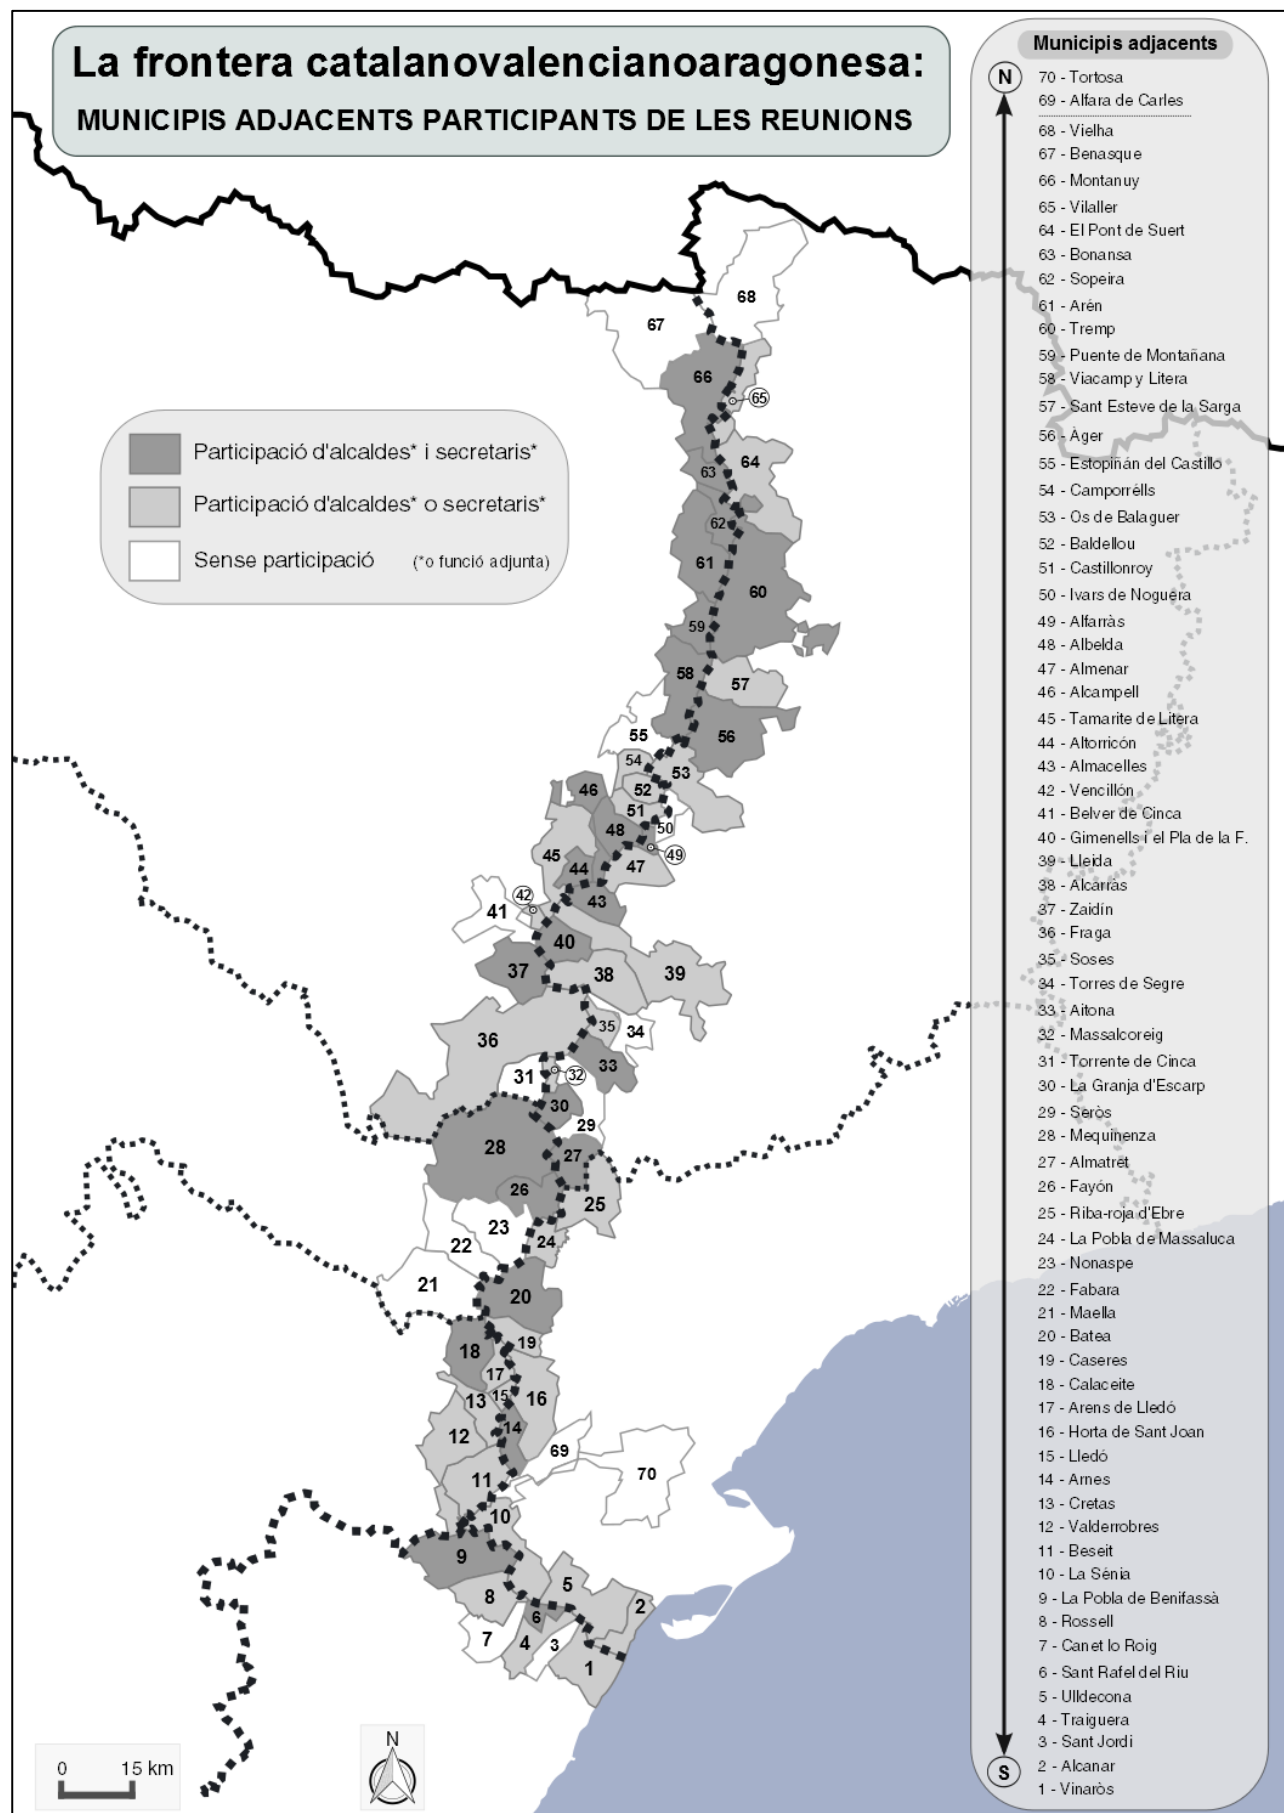 La frontera catalanovalencianoaragonesa:
MUNICIPIS ADJACENTS PARTICIPANTS DE LES REUNIONS
Participació d'alcaldes* i secretaris*
Participació d'alcaldes* o secretaris*
Sense participació (*o funció adjunta)
68
67
66
65
64
63
62
61
60
59
58
57
56
55
54
53
52
51
50
46
48
49
47
45
44
43
42
41
40
39
38
37
36
35
34
33
32
31
30
29
28
27
26
25
24
23
22
21
20
19
18
17
16
15
14
13
12
11
69
70
10
9
8
7
6
5
4
3
2
1
0 15 km
N
Municipis adjacents
N
70 - Tortosa
69 - Alfara de Carles
68 - Vielha
67 - Benasque
66 - Montanuy
65 - Vilaller
64 - El Pont de Suert
63 - Bonansa
62 - Sopeira
61 - Arén
60 - Tremp
59 - Puente de Montañana
58 - Viacamp y Litera
57 - Sant Esteve de la Sarga
56 - Àger
55 - Estopiñán del Castillo
54 - Camporrélls
53 - Os de Balaguer
52 - Baldellou
51 - Castillonroy
50 - Ivars de Noguera
49 - Alfarràs
48 - Albelda
47 - Almenar
46 - Alcampell
45 - Tamarite de Litera
44 - Altorricón
43 - Almacelles
42 - Vencillón
41 - Belver de Cinca
40 - Gimenells i el Pla de la F.
39 - Lleida
38 - Alcarràs
37 - Zaidín
36 - Fraga
35 - Soses
34 - Torres de Segre
33 - Aitona
32 - Massalcoreig
31 - Torrente de Cinca
30 - La Granja d'Escarp
29 - Seròs
28 - Mequinenza
27 - Almatret
26 - Fayón
25 - Riba-roja d'Ebre
24 - La Pobla de Massaluca
23 - Nonaspe
22 - Fabara
21 - Maella
20 - Batea
19 - Caseres
18 - Calaceite
17 - Arens de Lledó
16 - Horta de Sant Joan
15 - Lledó
14 - Arnes
13 - Cretas
12 - Valderrobres
11 - Beseit
10 - La Sénia
9 - La Pobla de Benifassà
8 - Rossell
7 - Canet lo Roig
6 - Sant Rafel del Riu
5 - Ulldecona
4 - Traiguera
3 - Sant Jordi
2 - Alcanar
1 - Vinaròs
S